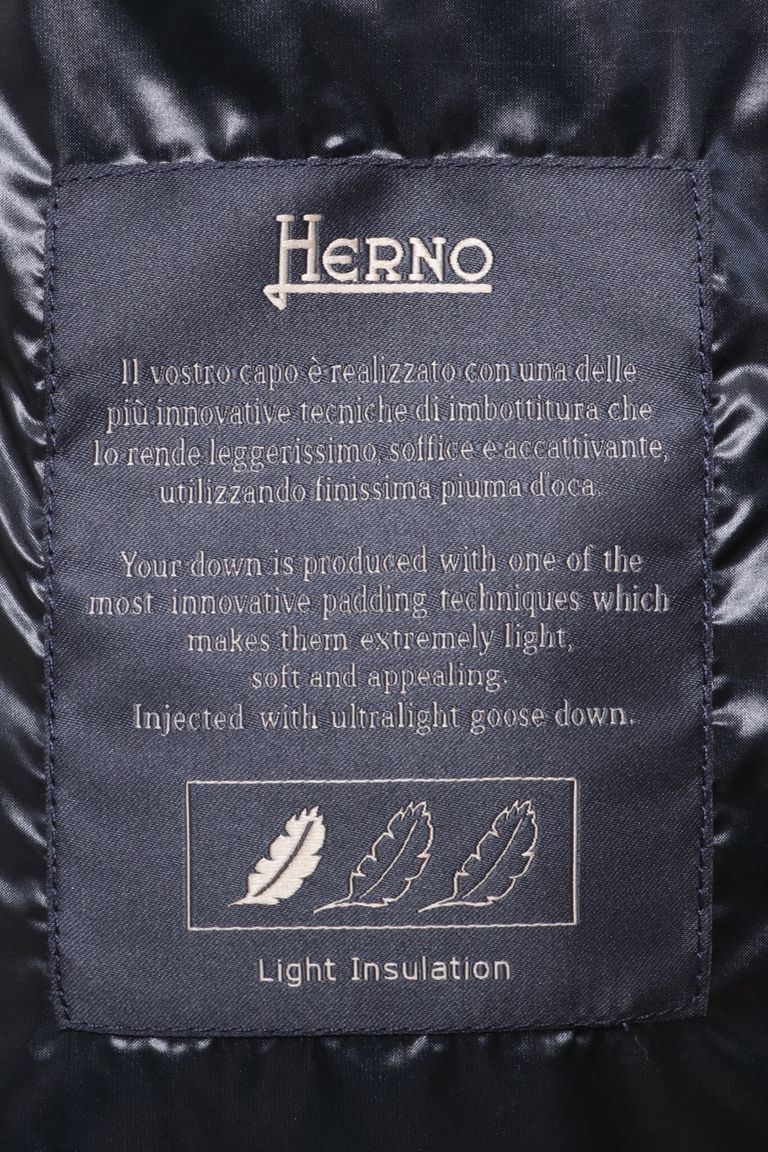 HERNO
Il vostro capo è realizzato con una delle
più innovative tecniche di imbottitura che
lo rende leggerissimo, soffice e accattivante,
utilizzando finissima piuma d'oca.
Your down is produced with one of the
most innovative padding techniques which
makes them extremely light,
soft and appealing.
Injected with ultralight goose down.
Light Insulation